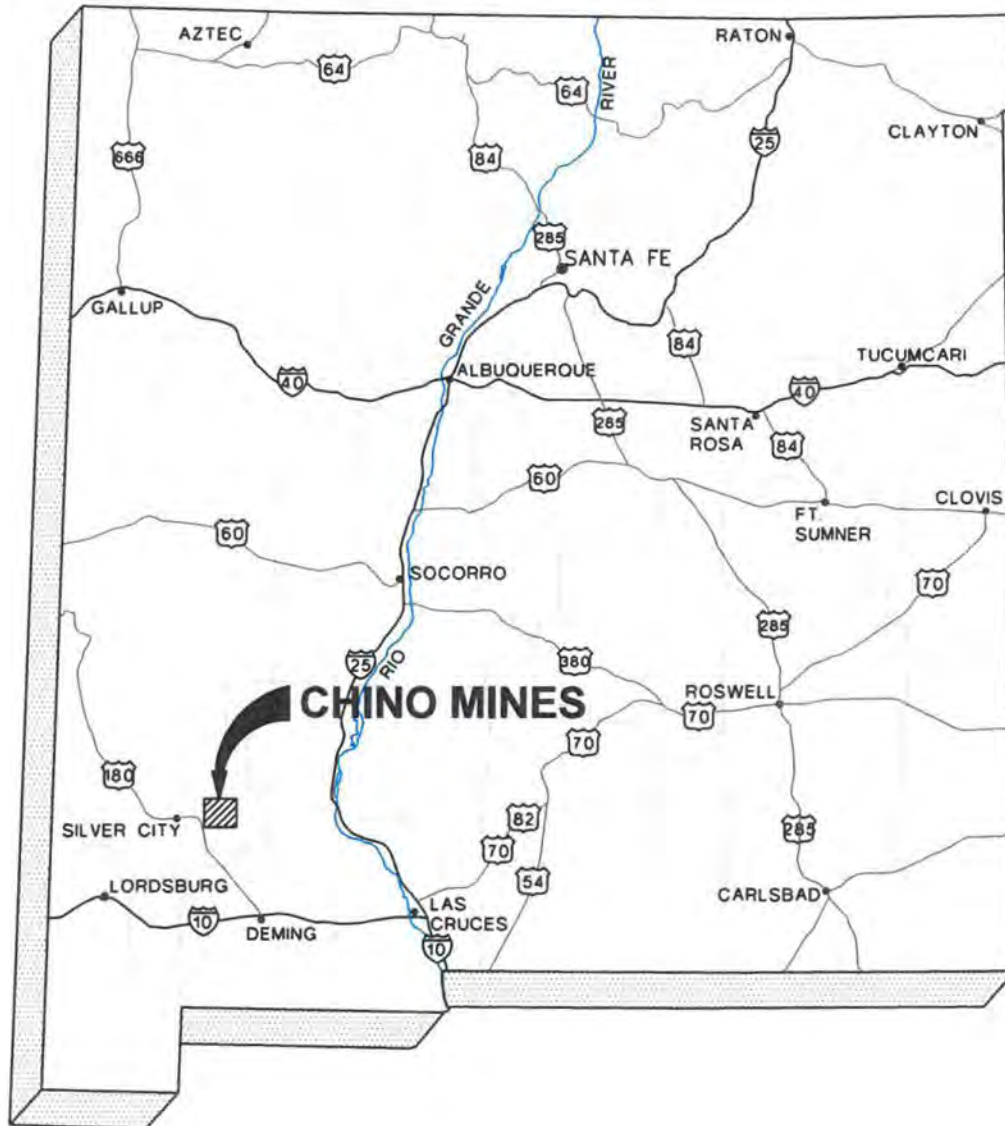 AZTEC
RATON
64
RIVER
64
CLAYTON
25
666
84
285
SANTA FE
GALLUP
GRANDE
84
TUCUMCARI
40
ALBUQUERQUE
40
SANTA
ROSA
285
84
60
CLOVIS
FT.
SUMNER
60
SOCORRO
70
285
25
RIO
380
CHINO MINES
ROSWELL
70
70
180
82
SILVER CITY
285
70
LORDSBURG
54
CARLSBAD
LAS
CRUCES
10
DEMING
10